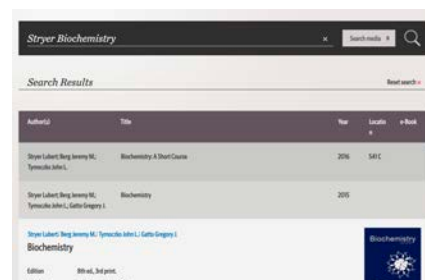 Stryer Biochemistry × Search media
Search Results Reset search
Author(s) Title Year Locatio e-Book
n
Stryer Lubert; Berg Jeremy M.; Biochemistry: A Short Course 2016 541 C
Tymoczko John L.
Stryer Lubert; Berg Jeremy M.; Biochemistry 2015
Tymoczko John L.; Gatto Gregory J.
Stryer Lubert; Berg Jeremy M.; Tymoczko John L.; Gatto Gregory J.
Biochemistry
Biochemistry
Edition 8th ed., 3rd print.